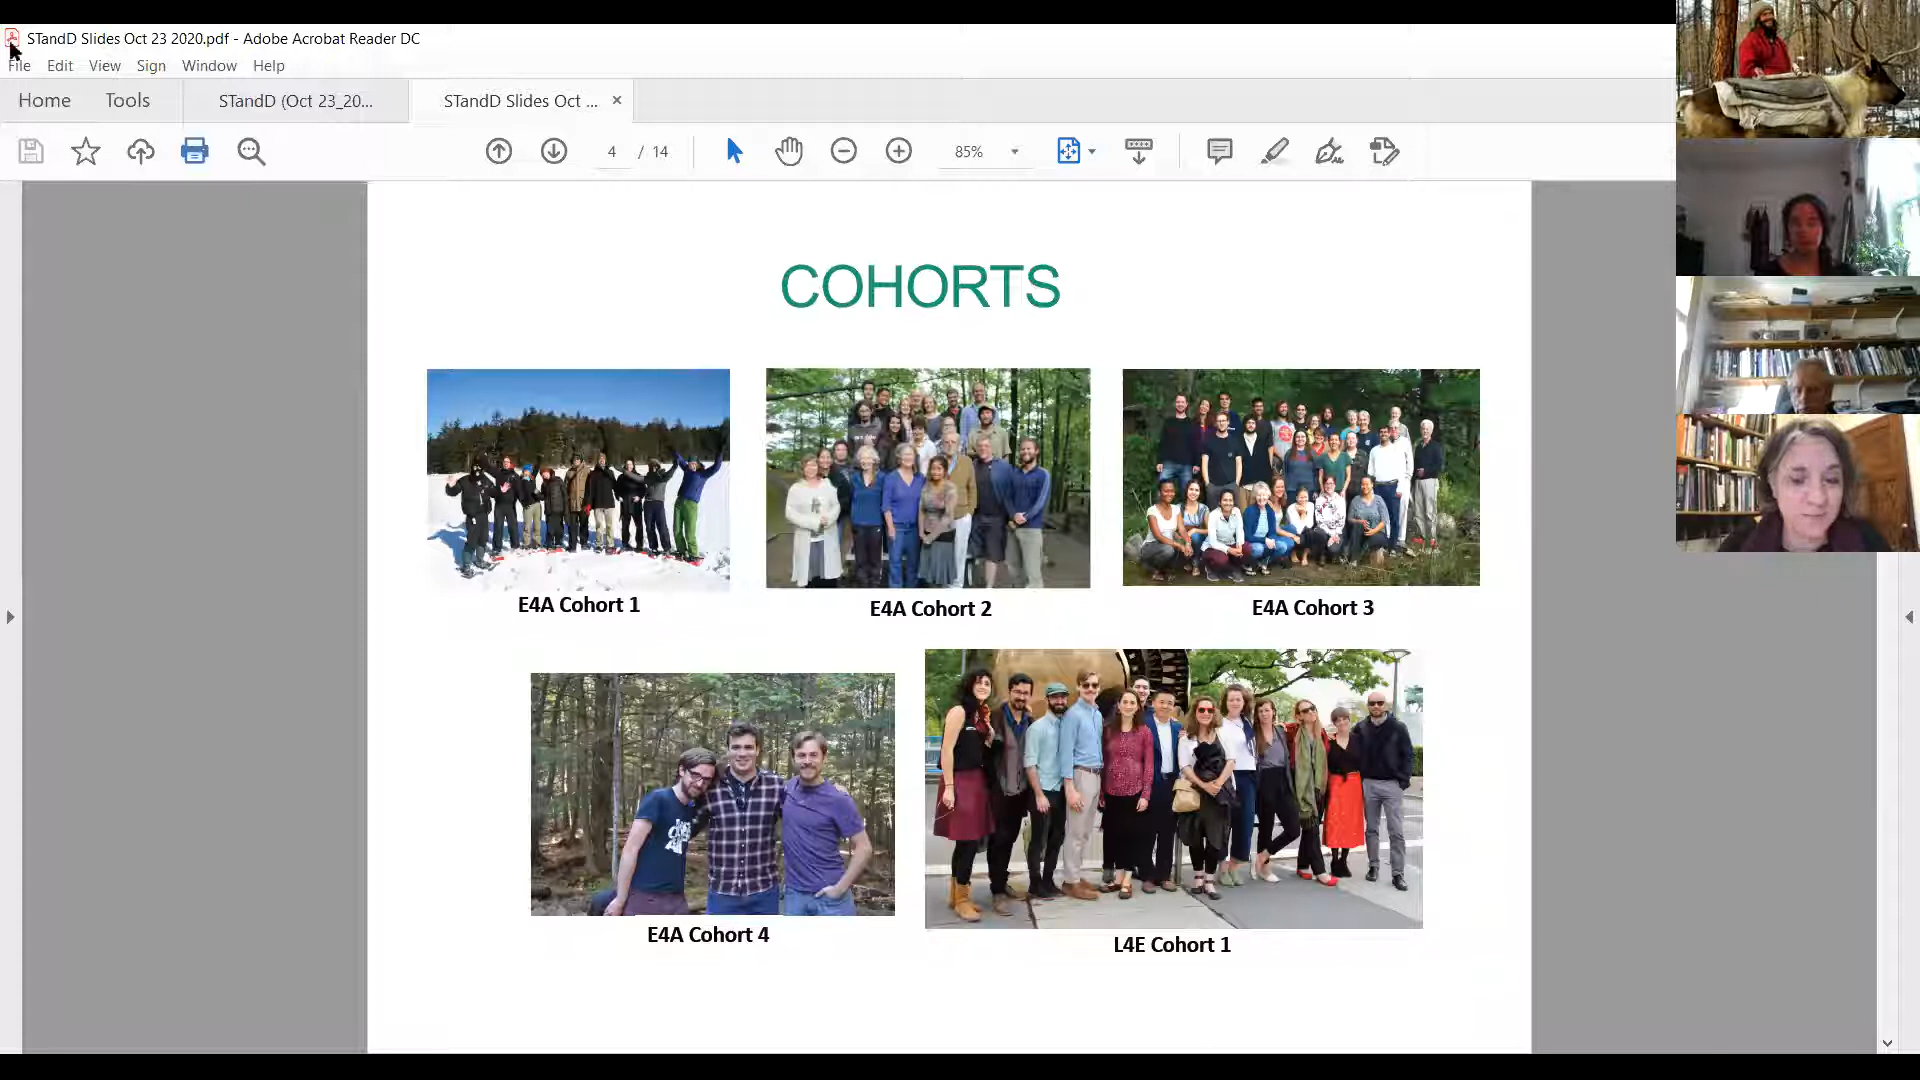 STandD Slides Oct 23 2020.pdf - Adobe Acrobat Reader DC
File Edit View Sign Window Help
Home Tools STandD (Oct 23_20... STandD Slides Oct ... ×
4 / 14 85%
COHORTS
E4A Cohort 1
E4A Cohort 2
E4A Cohort 3
E4A Cohort 4
L4E Cohort 1